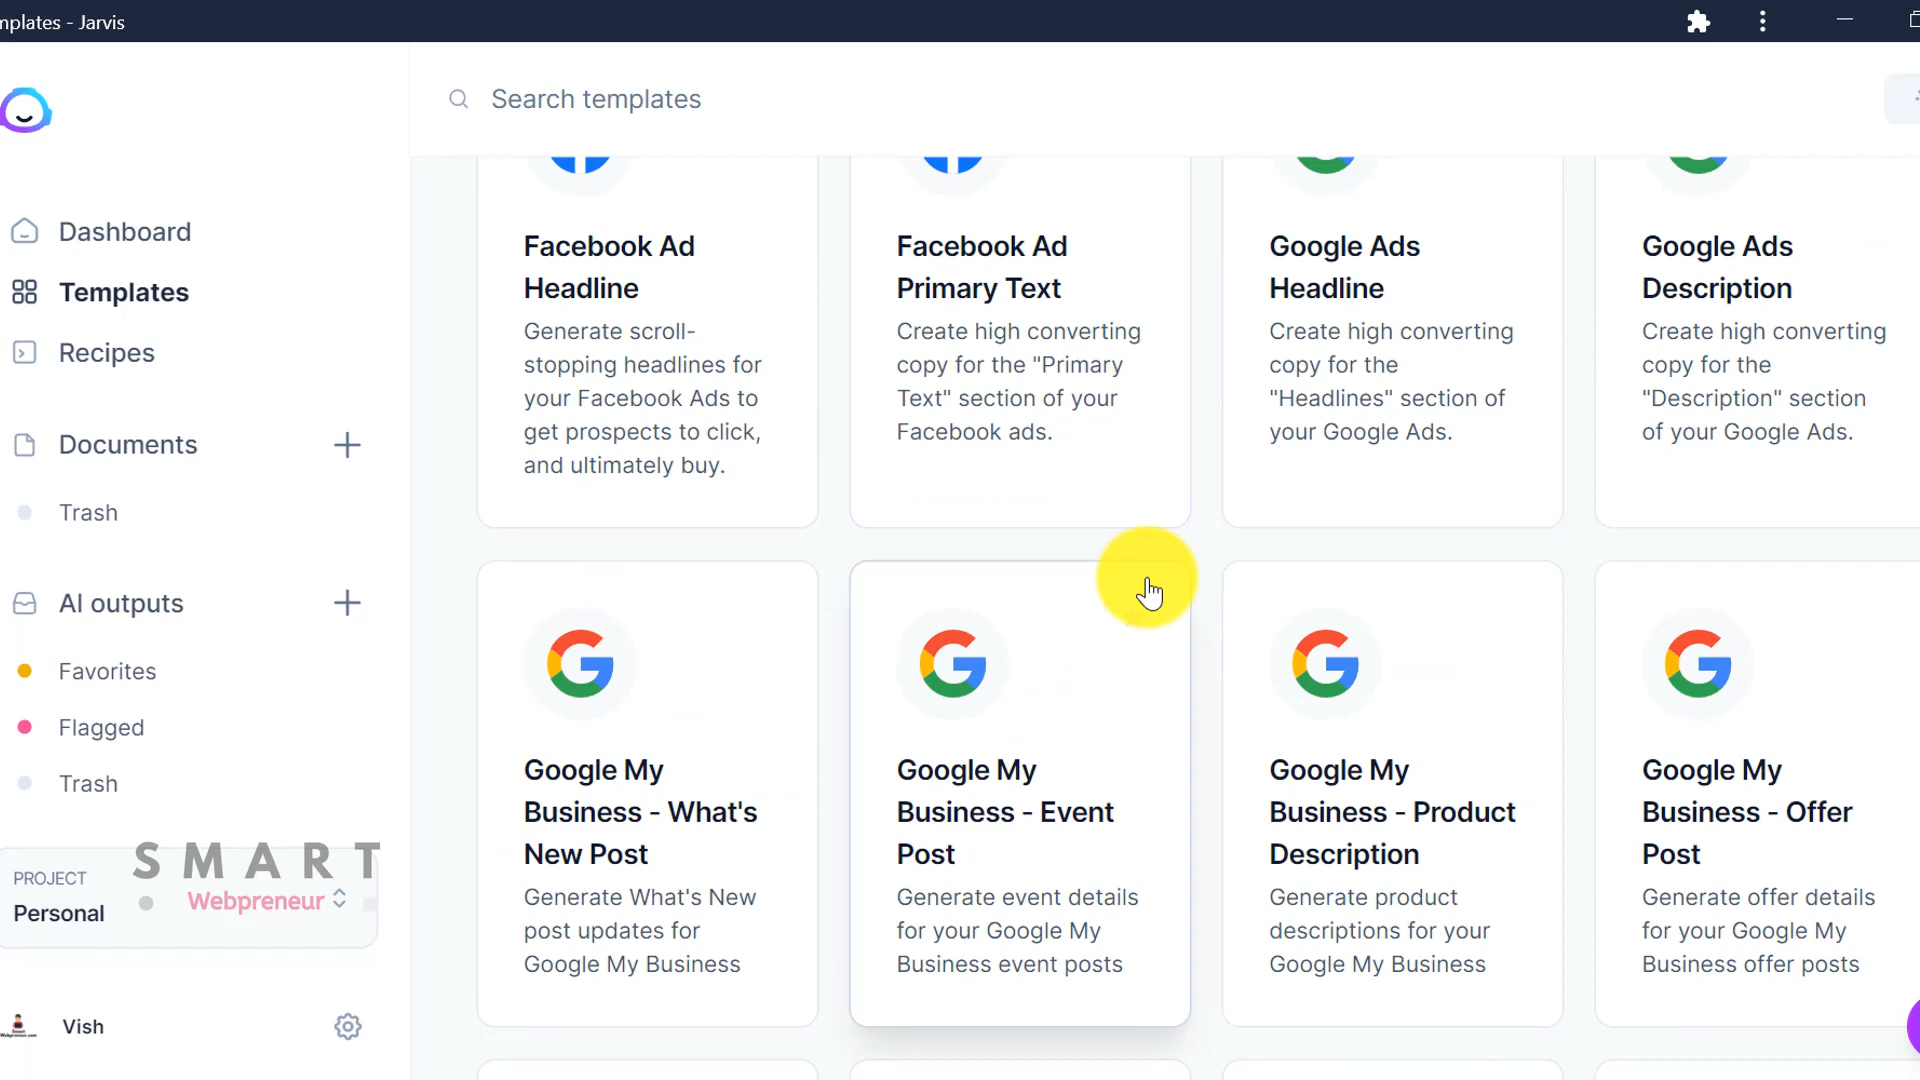 mplates - Jarvis
Search templates
Dashboard
Templates
Recipes
Documents
Trash
AI outputs
Favorites
Flagged
Trash
PROJECT
Personal
SMART
Webpreneur
Vish
Facebook Ad
Headline
Generate scroll-
stopping headlines for
your Facebook Ads to
get prospects to click,
and ultimately buy.
Facebook Ad
Primary Text
Create high converting
copy for the "Primary
Text" section of your
Facebook ads.
Google Ads
Headline
Create high converting
copy for the
"Headlines" section of
your Google Ads.
Google Ads
Description
Create high converting
copy for the
"Description" section
of your Google Ads.
Google My
Business - What's
New Post
Generate What's New
post updates for
Google My Business
Google My
Business - Event
Post
Generate event details
for your Google My
Business event posts
Google My
Business - Product
Description
Generate product
descriptions for your
Google My Business
Google My
Business - Offer
Post
Generate offer details
for your Google My
Business offer posts